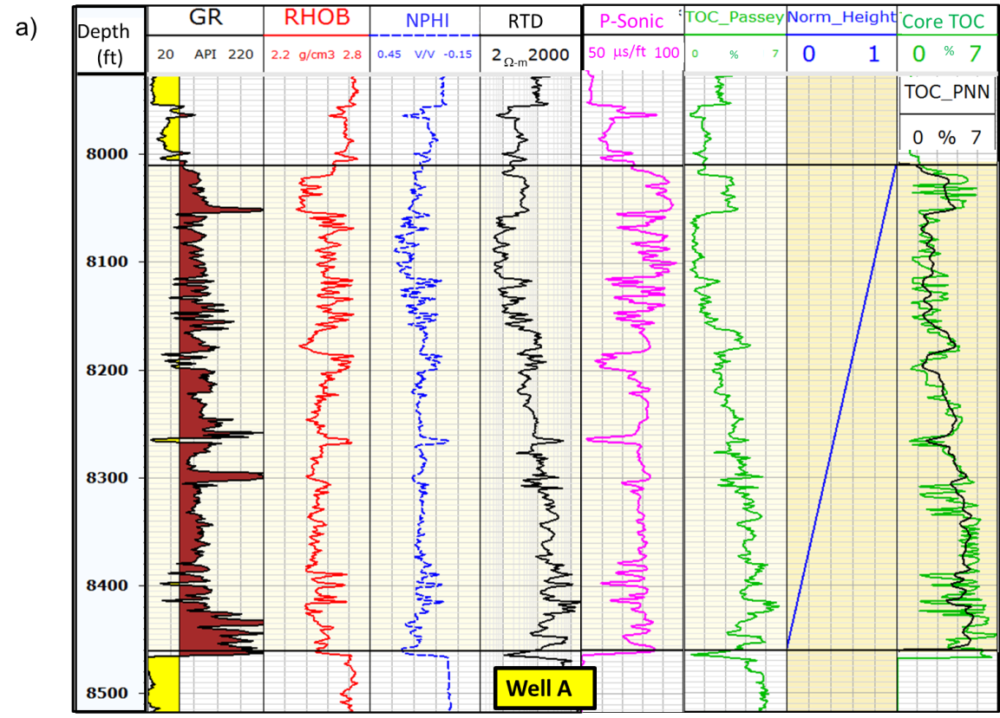 a)
Depth
(ft)
GR
20 API 220
RHOB
2.2 g/cm3 2.8
NPHI
0.45 V/V -0.15
RTD
2 Ω-m 2000
P-Sonic
50 µs/ft 100
TOC_Passey
0 % 7
Norm_Height
0 1
Core TOC
0 % 7
TOC_PNN
0 % 7
8000
8100
8200
8300
8400
8500
Well A